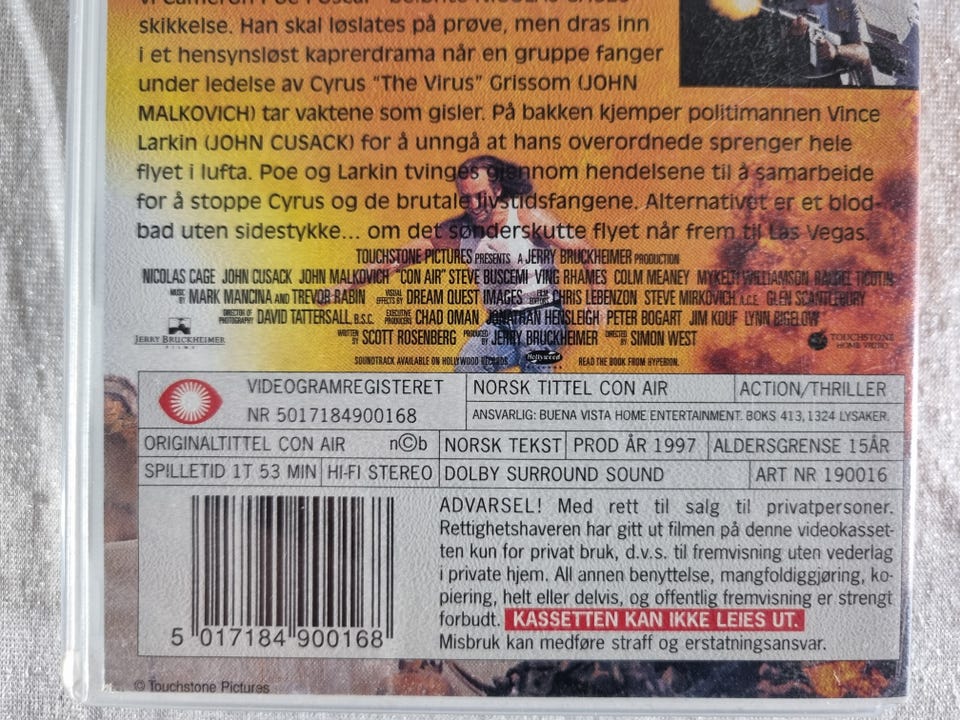 skikkelse. Han skal løslates på prøve, men dras inn
i et hensynsløst kaprerdrama når en gruppe fanger
under ledelse av Cyrus "The Virus" Grissom (JOHN
MALKOVICH) tar vaktene som gisler. På bakken kjemper politimannen Vince
Larkin (JOHN CUSACK) for å unngå at hans overordnede sprenger hele
flyet i lufta. Poe og Larkin tvinges gjennom hendelsene til å samarbeide
for å stoppe Cyrus og de brutale livstidsfangene. Alternativet er et blod-
bad uten sidestykke... om det sønderskutte flyet når frem til Las Vegas.
TOUCHSTONE PICTURES PRESENTS A JERRY BRUCKHEIMER PRODUCTION
NICOLAS CAGE JOHN CUSACK JOHN MALKOVICH "CON AIR" STEVE BUSCEMI VING RHAMES COLM MEANEY MYKELTI WILLIAMSON RACHEL TICOTIN
MUSIC BY MARK MANCINA AND TREVOR RABIN VISUAL EFFECTS BY DREAM QUEST IMAGES FILM EDITORS CHRIS LEBENZON STEVE MIRKOVICH, A.C.E. GLEN SCANTLEBURY
DIRECTOR OF PHOTOGRAPHY DAVID TATTERSALL, B.S.C. EXECUTIVE PRODUCERS CHAD OMAN JONATHAN HENSLEIGH PETER BOGART JIM KOUF LYNN BIGELOW
WRITTEN BY SCOTT ROSENBERG PRODUCED BY JERRY BRUCKHEIMER DIRECTED BY SIMON WEST
JERRY BRUCKHEIMER
FILMS
TOUCHSTONE
HOME VIDEO
SOUNDTRACK AVAILABLE ON HOLLYWOOD RECORDS Hollywood READ THE BOOK FROM HYPERION.
VIDEOGRAMREGISTERET
NR 5017184900168
NORSK TITTEL CON AIR ACTION/THRILLER
ANSVARLIG: BUENA VISTA HOME ENTERTAINMENT. BOKS 413,1324 LYSAKER.
ORIGINALTITTEL CON AIR n©b NORSK TEKST PROD ÅR 1997 ALDERSGRENSE 15ÅR
SPILLETID 1T 53 MIN HI-FI STEREO DOLBY SURROUND SOUND ART NR 190016
ADVARSEL! Med rett til salg til privatpersoner.
Rettighetshaveren har gitt ut filmen på denne videokasset-
ten kun for privat bruk, d.v.s. til fremvisning uten vederlag
i private hjem. All annen benyttelse, mangfoldiggjøring, ko-
piering, helt eller delvis, og offentlig fremvisning er strengt
forbudt. KASSETTEN KAN IKKE LEIES UT.
Misbruk kan medføre straff og erstatningsansvar.
5 017184 900168
© Touchstone Pictures